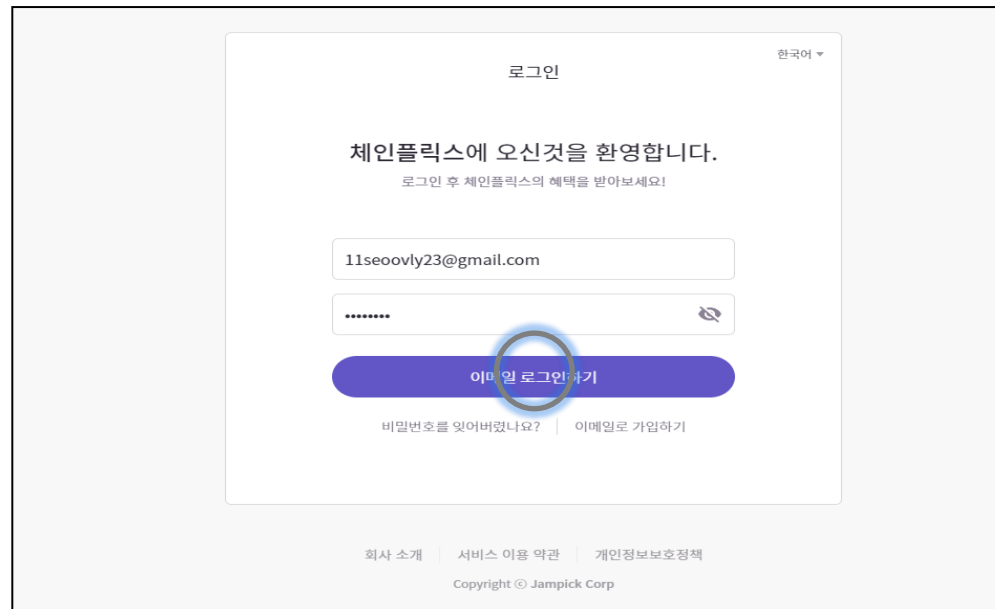 한국어
로그인
체인플릭스에 오신것을 환영합니다.
로그인 후 체인플릭스의 혜택을 받아보세요!
11seoovly23@gmail.com
••••••••
이메일 로그인하기
비밀번호를 잊어버렸나요? 이메일로 가입하기
회사 소개 서비스 이용 약관 개인정보보호정책
Copyright ⓒ Jampick Corp